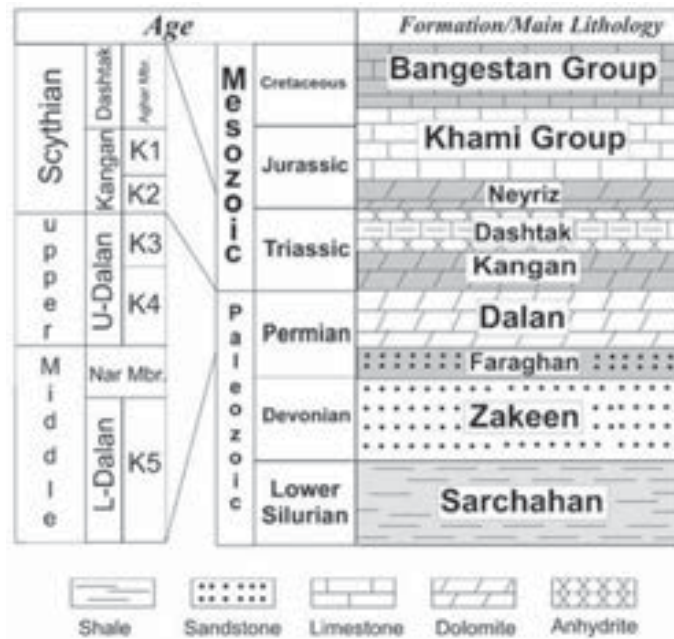 Age
Formation/Main Lithology
Scythian
Dashtak
Aghar Mbr.
Kangan
K1
K2
upper
U-Dalan
K3
K4
Middle
Nar Mbr.
L-Dalan
K5
Mesozoic
Cretaceous
Jurassic
Triassic
Paleozoic
Permian
Devonian
Lower
Silurian
Bangestan Group
Khami Group
Neyriz
Dashtak
Kangan
Dalan
Faraghan
Zakeen
Sarchahan
Shale
Sandstone
Limestone
Dolomite
Anhydrite